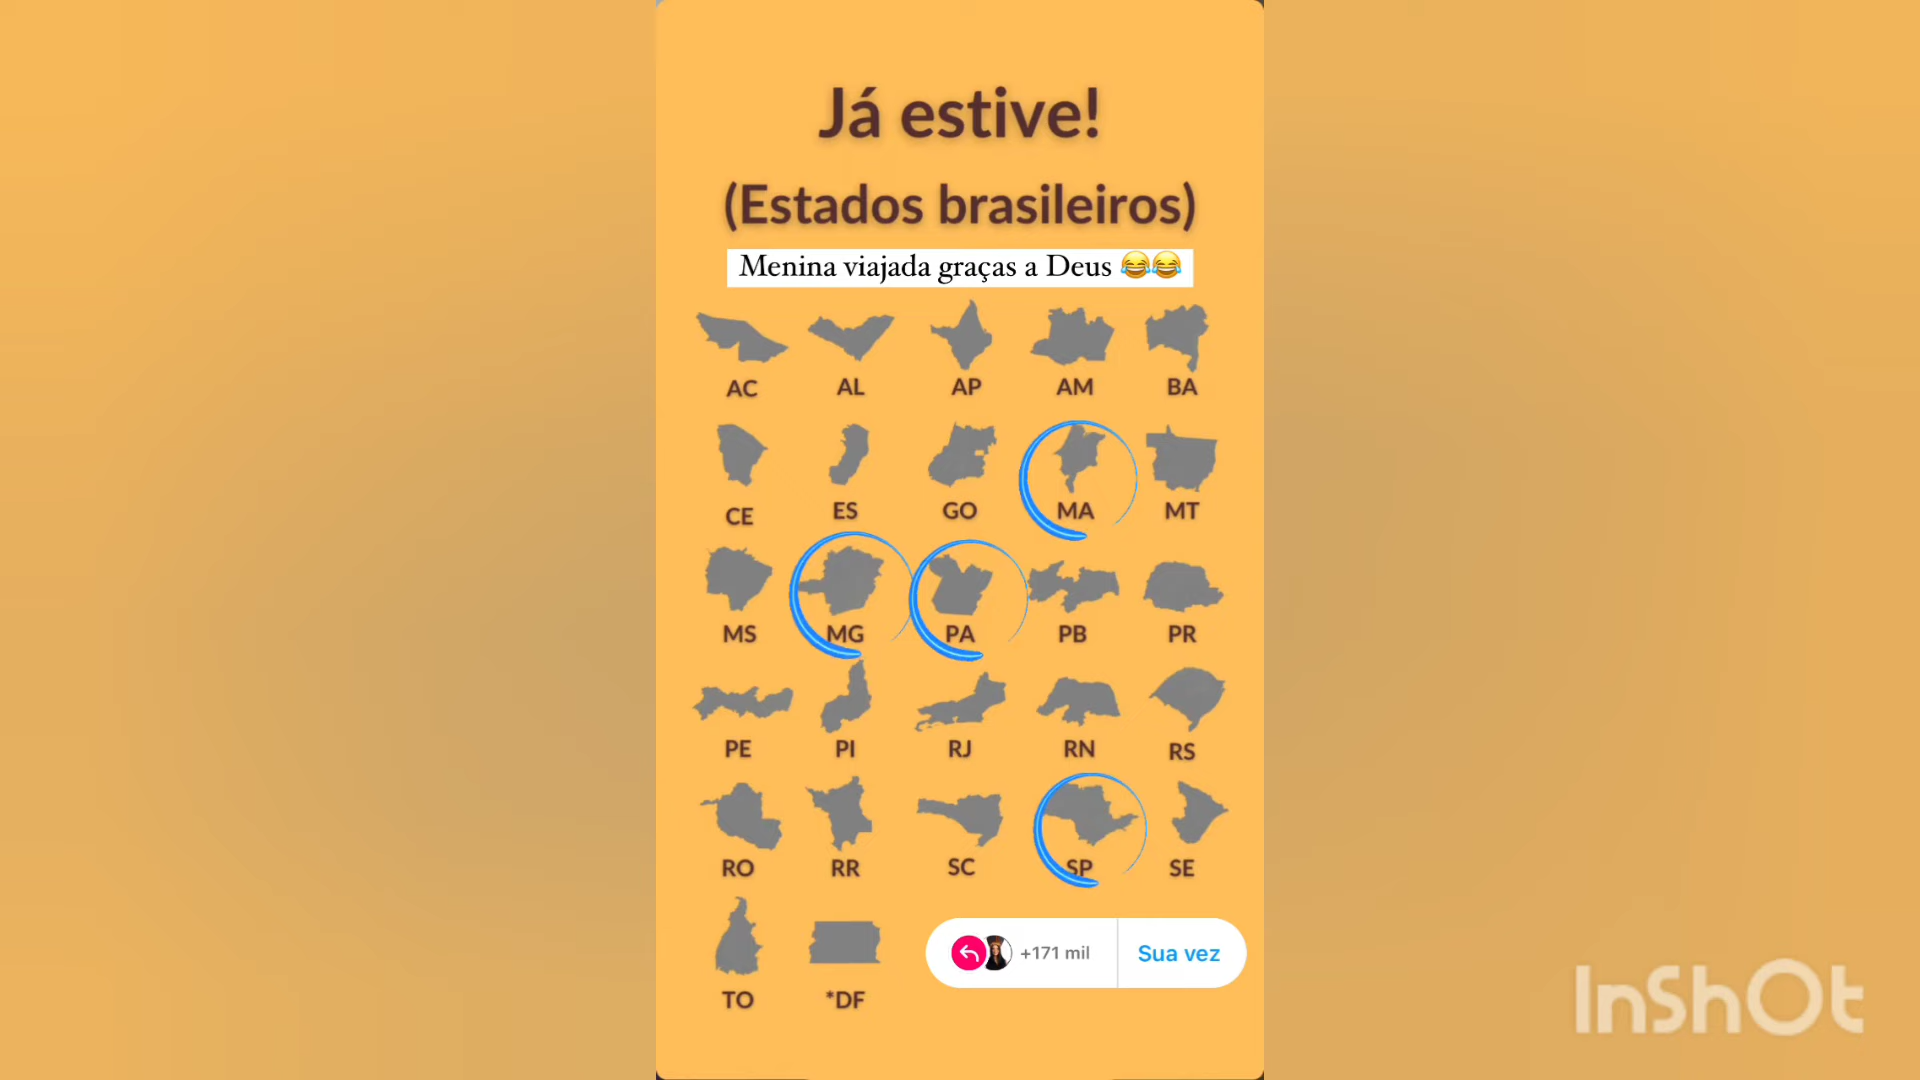 Já estive!
(Estados brasileiros)
Menina viajada graças a Deus 😂😂
AC AL AP AM BA
CE ES GO MA MT
MS MG PA PB PR
PE PI RJ RN RS
RO RR SC SP SE
TO *DF
+171 mil Sua vez
InShOt